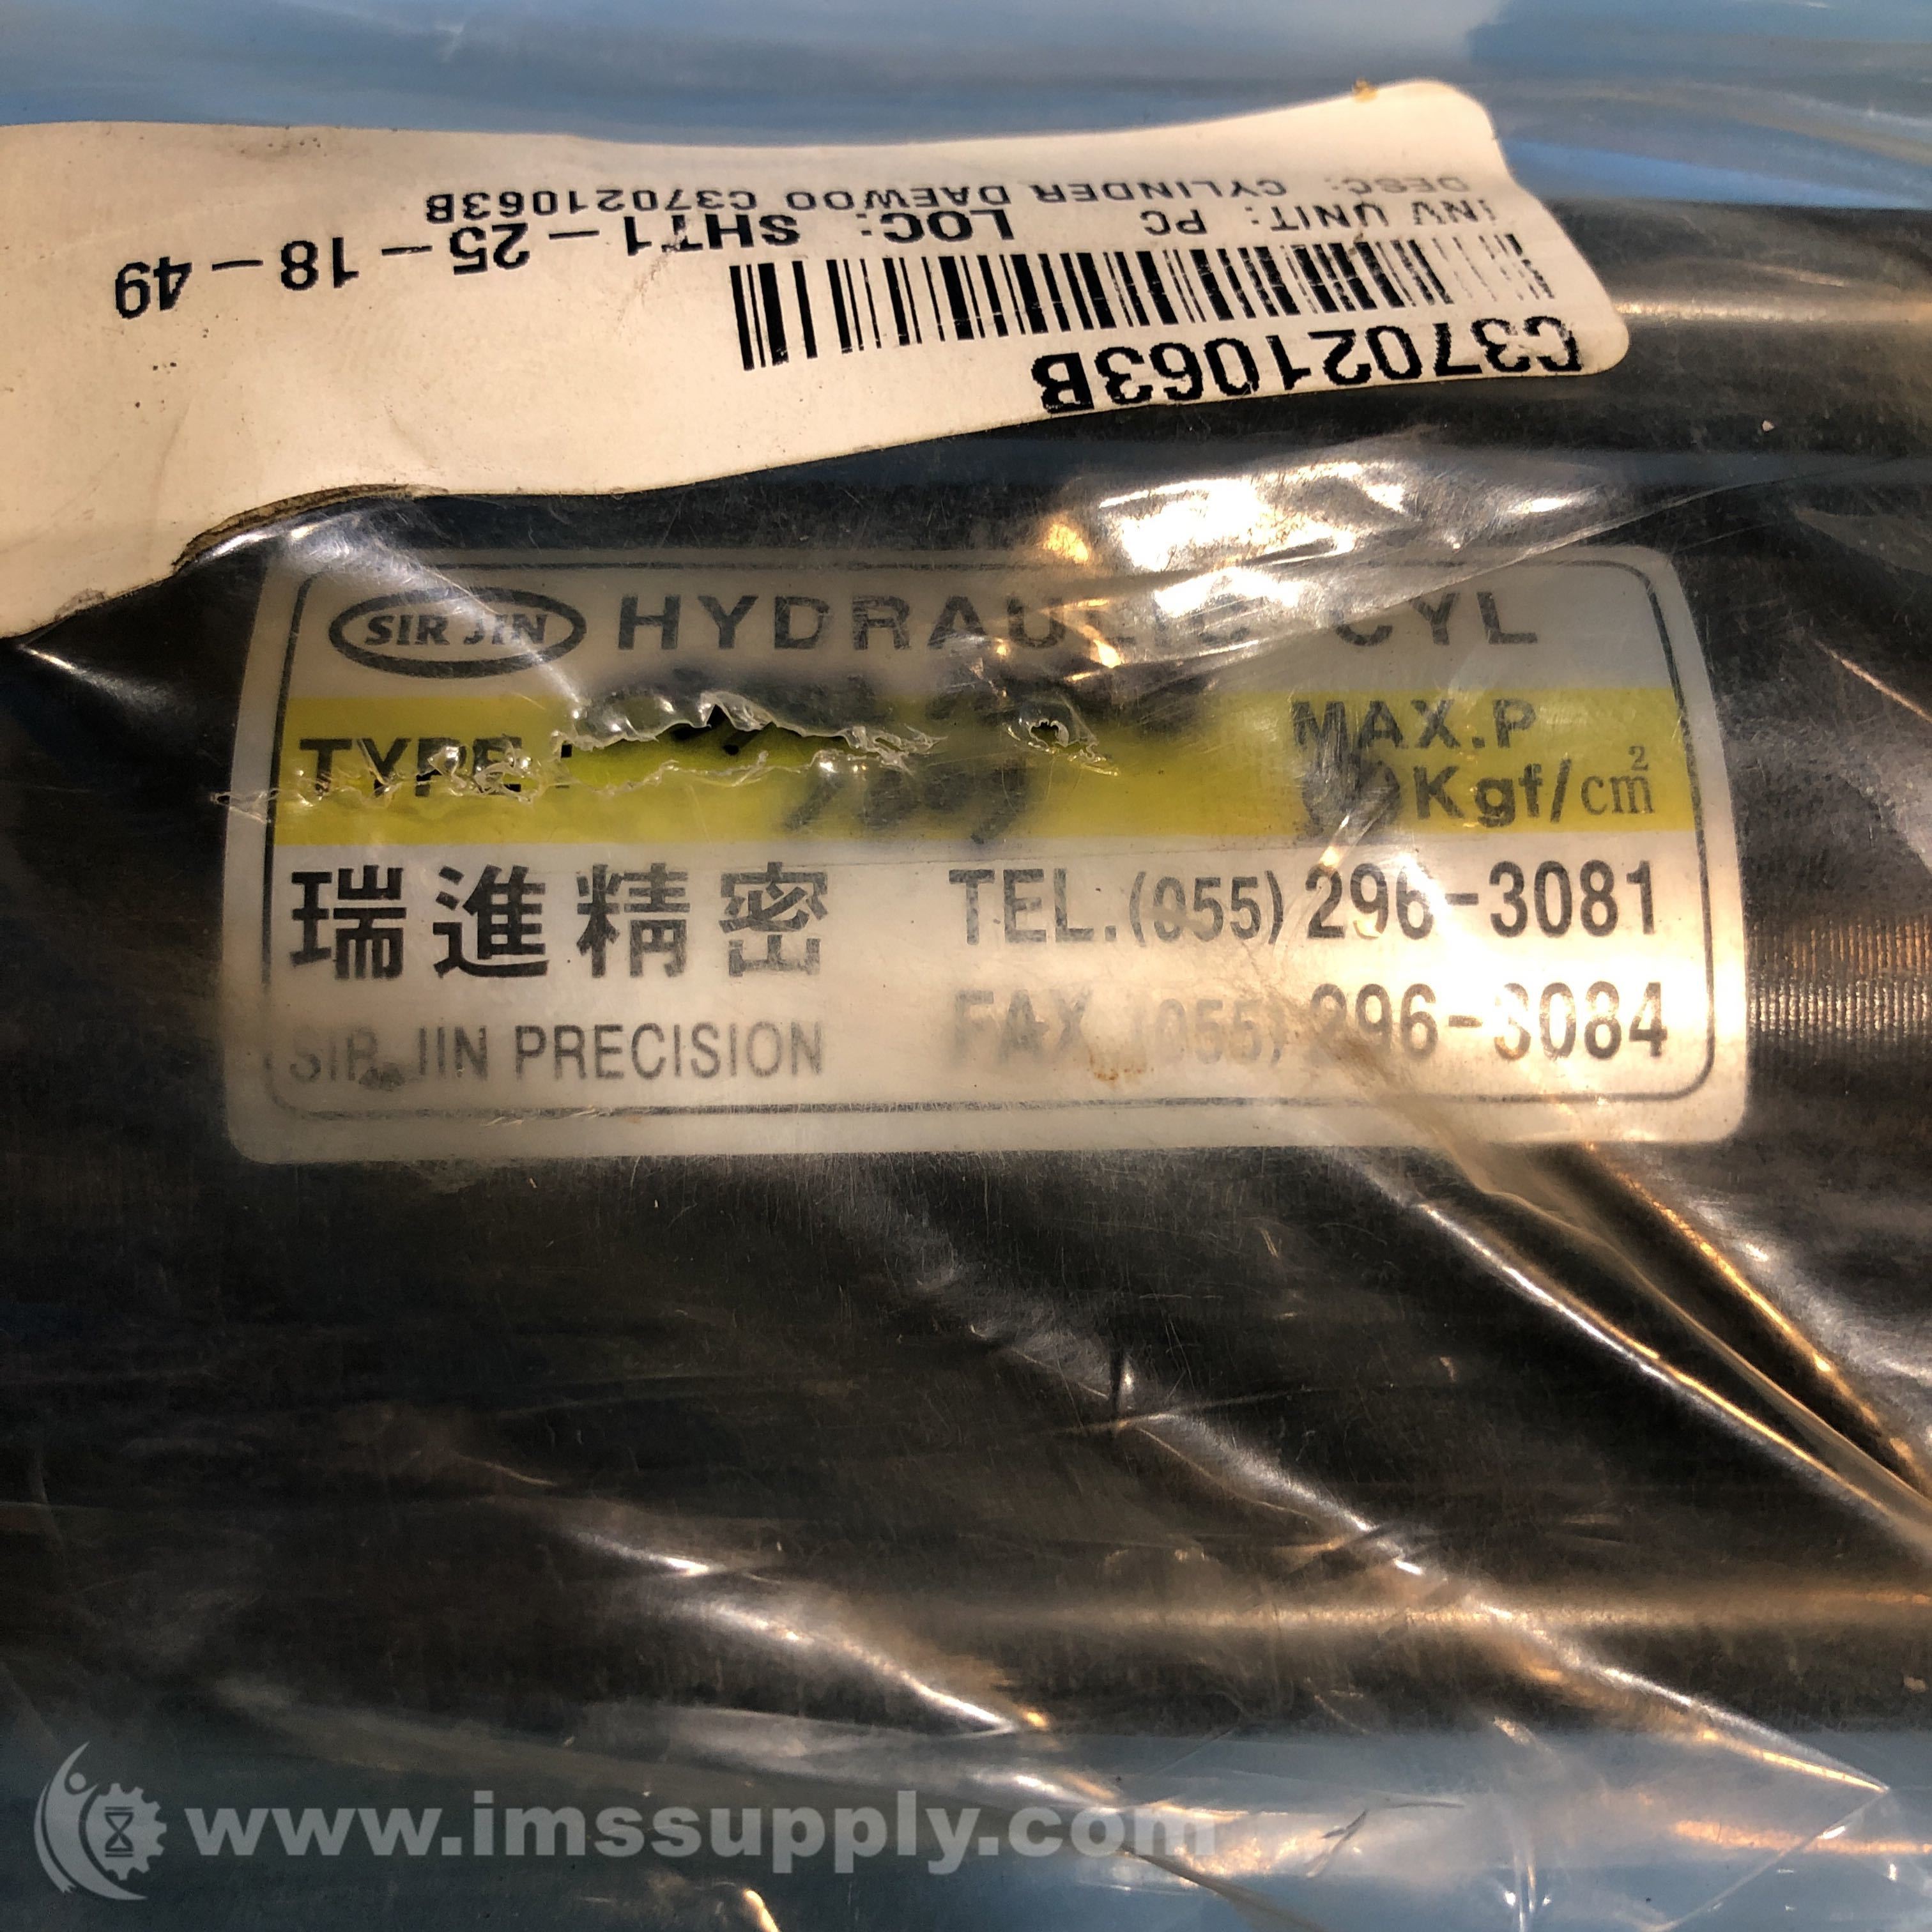 C370211063B
INV UNIT: PC LOC: SHT1-25-18-49
DESC: CYLINDER DAEWOO C37021063B
SIR JIN HYDRAULIC CYL
TYPE :
MAX.P
Kgf/cm²
瑞進精密 TEL.(055)296-3081
SIR JIN PRECISION FAX.(055)296-3084
www.imssupply.com